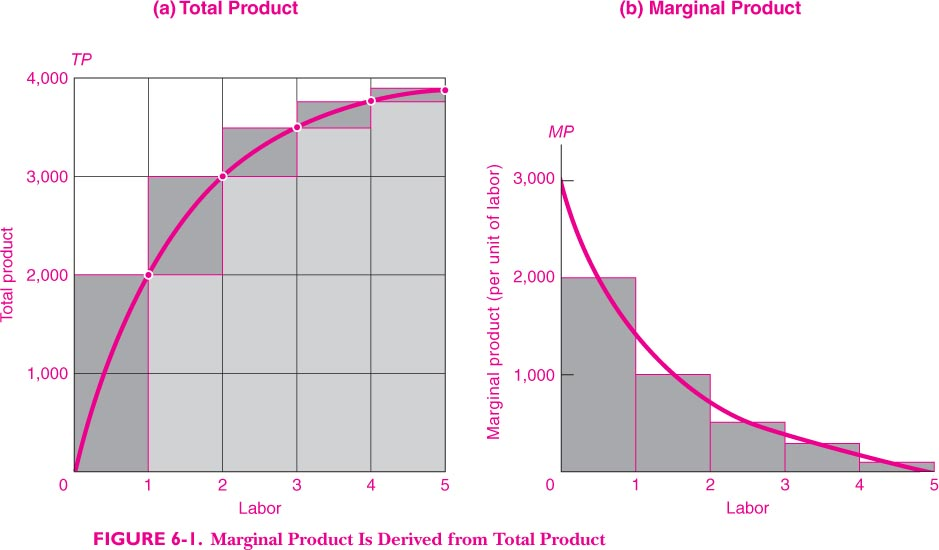 (a) Total Product
TP
4,000
3,000
2,000
1,000
0 1 2 3 4 5
Total product
Labor
(b) Marginal Product
MP
3,000
2,000
1,000
0 1 2 3 4 5
Marginal product (per unit of labor)
Labor
FIGURE 6-1. Marginal Product Is Derived from Total Product